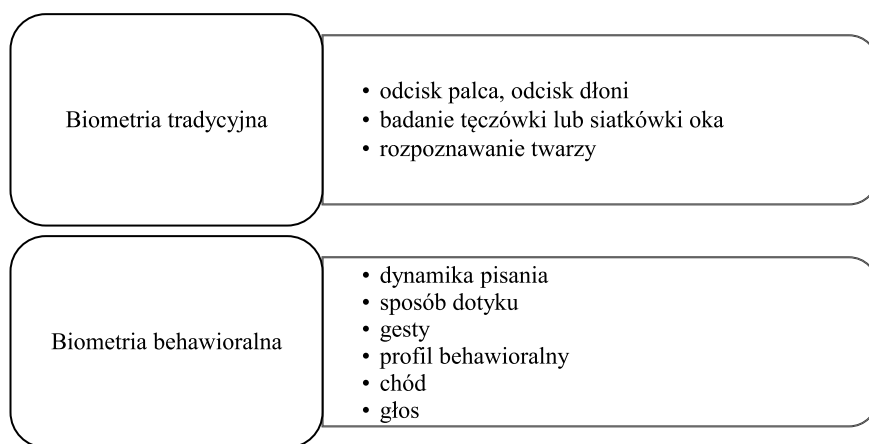 Biometria tradycyjna
• odcisk palca, odcisk dłoni
• badanie tęczówki lub siatkówki oka
• rozpoznawanie twarzy
Biometria behawioralna
• dynamika pisania
• sposób dotyku
• gesty
• profil behawioralny
• chód
• głos